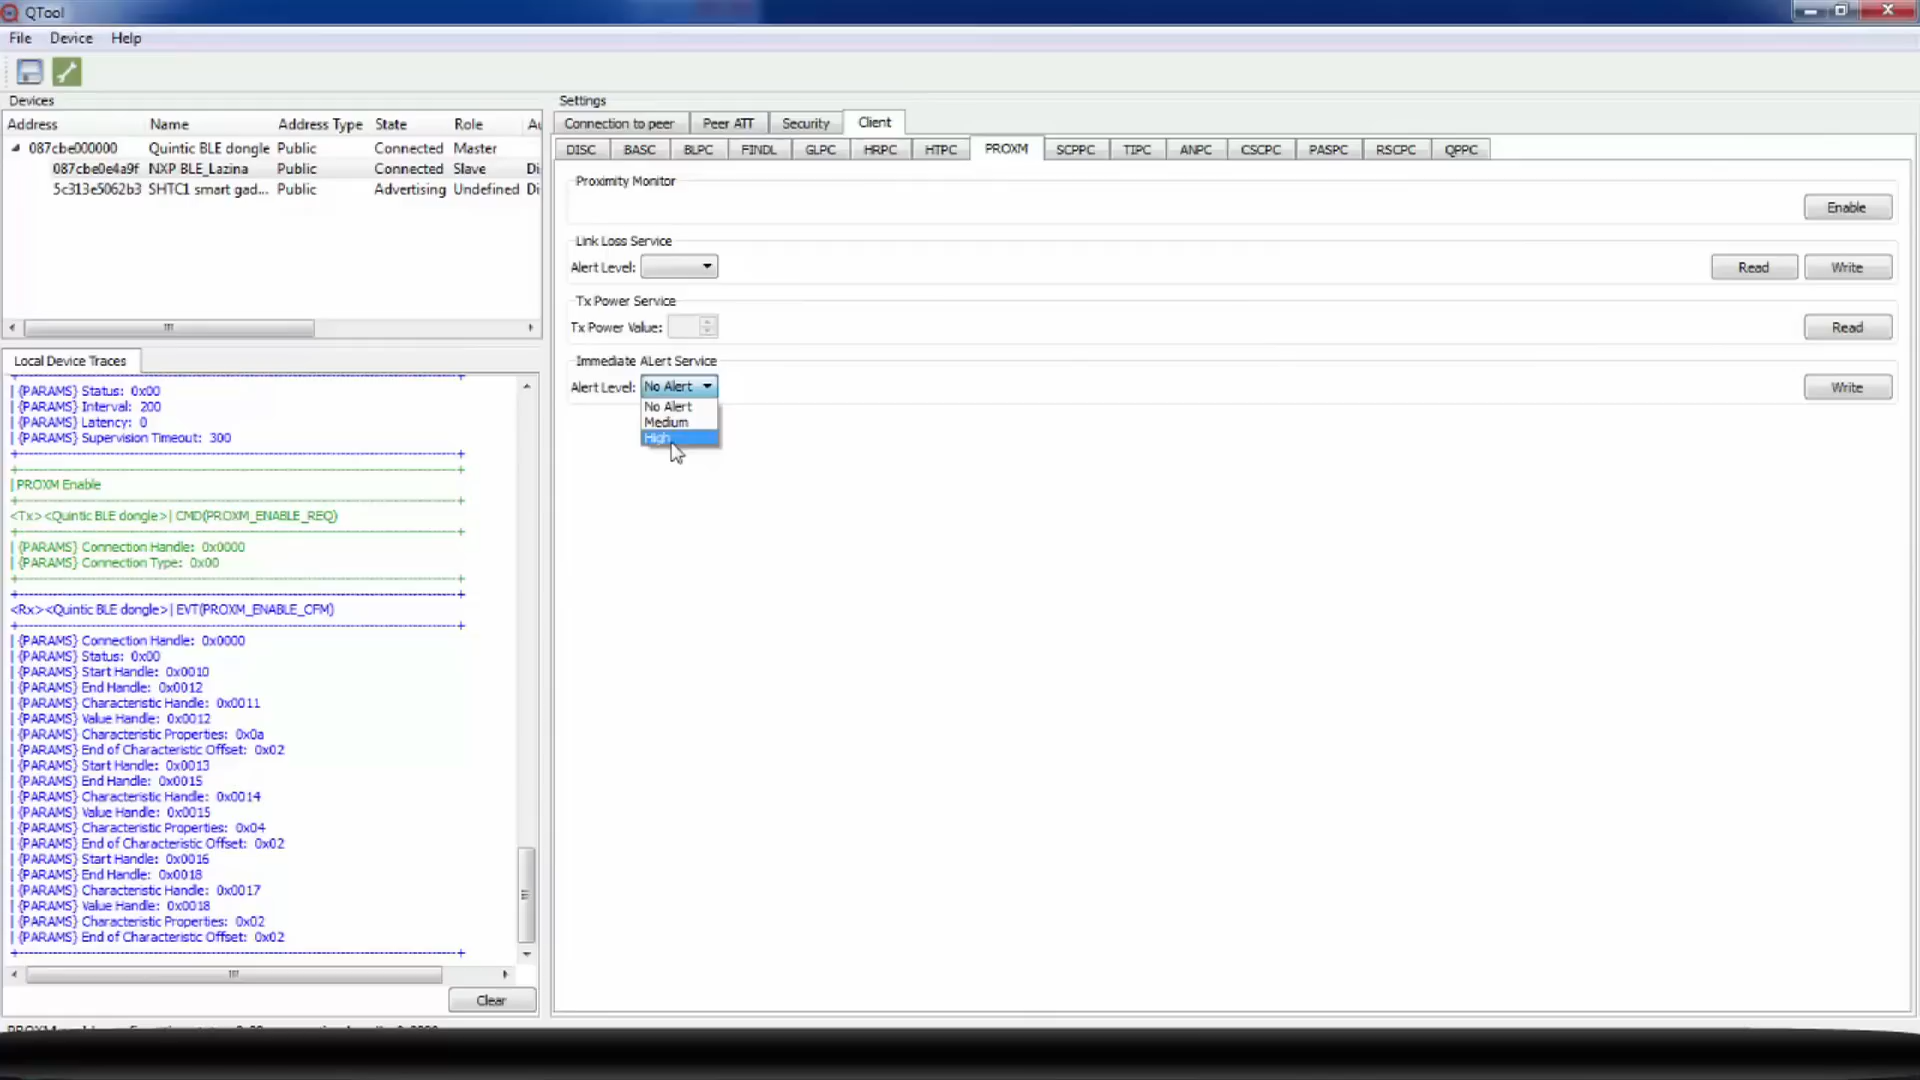 QTool
File Device Help
Devices
Address Name Address Type State Role Au
087cbe000000 Quintic BLE dongle Public Connected Master
087cbe0e4a9f NXP BLE_Lazina Public Connected Slave Di
5c313e5062b3 SHTC1 smart gad... Public Advertising Undefined Di
Local Device Traces
| {PARAMS} Status: 0x00
| {PARAMS} Interval: 200
| {PARAMS} Latency: 0
| {PARAMS} Supervision Timeout: 300
+--------------------------------------------------+
+--------------------------------------------------+
| PROXM Enable
+--------------------------------------------------+
<Tx><Quintic BLE dongle>| CMD(PROXM_ENABLE_REQ)
+--------------------------------------------------+
| {PARAMS} Connection Handle: 0x0000
| {PARAMS} Connection Type: 0x00
+--------------------------------------------------+
+--------------------------------------------------+
<Rx><Quintic BLE dongle>| EVT(PROXM_ENABLE_CFM)
+--------------------------------------------------+
| {PARAMS} Connection Handle: 0x0000
| {PARAMS} Status: 0x00
| {PARAMS} Start Handle: 0x0010
| {PARAMS} End Handle: 0x0012
| {PARAMS} Characteristic Handle: 0x0011
| {PARAMS} Value Handle: 0x0012
| {PARAMS} Characteristic Properties: 0x0a
| {PARAMS} End of Characteristic Offset: 0x02
| {PARAMS} Start Handle: 0x0013
| {PARAMS} End Handle: 0x0015
| {PARAMS} Characteristic Handle: 0x0014
| {PARAMS} Value Handle: 0x0015
| {PARAMS} Characteristic Properties: 0x04
| {PARAMS} End of Characteristic Offset: 0x02
| {PARAMS} Start Handle: 0x0016
| {PARAMS} End Handle: 0x0018
| {PARAMS} Characteristic Handle: 0x0017
| {PARAMS} Value Handle: 0x0018
| {PARAMS} Characteristic Properties: 0x02
| {PARAMS} End of Characteristic Offset: 0x02
+--------------------------------------------------+
Clear
Settings
Connection to peer Peer ATT Security Client
DISC BASC BLPC FINDL GLPC HRPC HTPC PROXM SCPPC TIPC ANPC CSCPC PASPC RSCPC QPPC
Proximity Monitor
Enable
Link Loss Service
Alert Level: Read Write
Tx Power Service
Tx Power Value: Read
Immediate ALert Service
Alert Level: No Alert Write
No Alert
Medium
High